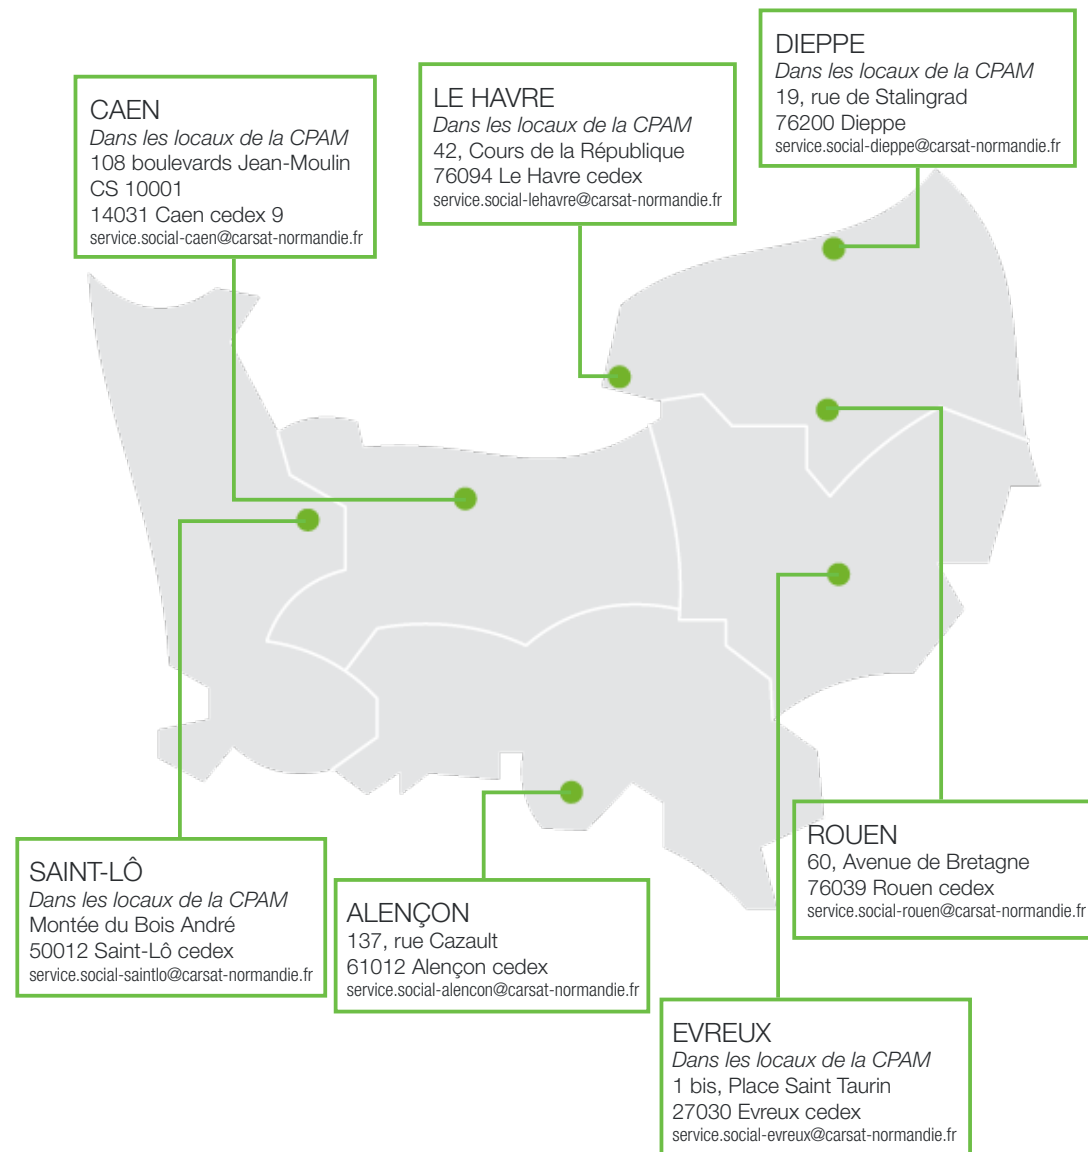 DIEPPE
Dans les locaux de la CPAM
19, rue de Stalingrad
76200 Dieppe
service.social-dieppe@carsat-normandie.fr
LE HAVRE
Dans les locaux de la CPAM
42, Cours de la République
76094 Le Havre cedex
service.social-lehavre@carsat-normandie.fr
CAEN
Dans les locaux de la CPAM
108 boulevards Jean-Moulin
CS 10001
14031 Caen cedex 9
service.social-caen@carsat-normandie.fr
SAINT-LÔ
Dans les locaux de la CPAM
Montée du Bois André
50012 Saint-Lô cedex
service.social-saintlo@carsat-normandie.fr
ALENÇON
137, rue Cazault
61012 Alençon cedex
service.social-alencon@carsat-normandie.fr
ROUEN
60, Avenue de Bretagne
76039 Rouen cedex
service.social-rouen@carsat-normandie.fr
EVREUX
Dans les locaux de la CPAM
1 bis, Place Saint Taurin
27030 Evreux cedex
service.social-evreux@carsat-normandie.fr